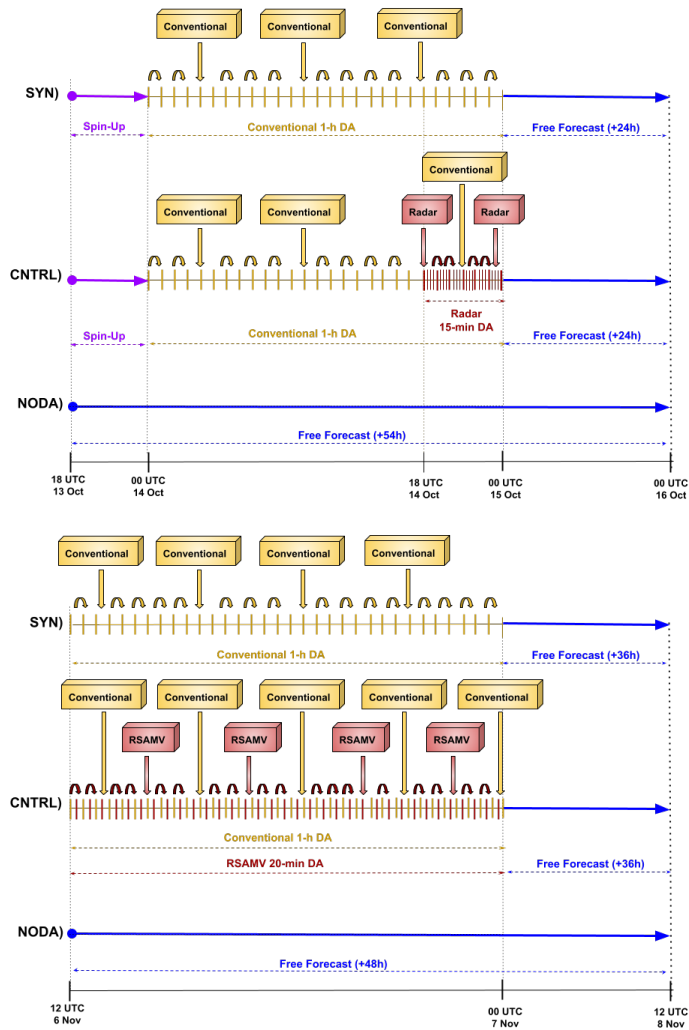 Conventional Conventional Conventional
SYN)
Spin-Up Conventional 1-h DA Free Forecast (+24h)
Conventional
Conventional Conventional Radar Radar
CNTRL)
Radar
15-min DA
Spin-Up Conventional 1-h DA Free Forecast (+24h)
NODA)
Free Forecast (+54h)
18 UTC 00 UTC 18 UTC 00 UTC 00 UTC
13 Oct 14 Oct 14 Oct 15 Oct 16 Oct
Conventional Conventional Conventional Conventional
SYN)
Conventional 1-h DA Free Forecast (+36h)
Conventional Conventional Conventional Conventional Conventional
RSAMV RSAMV RSAMV RSAMV
CNTRL)
Conventional 1-h DA
RSAMV 20-min DA Free Forecast (+36h)
NODA)
Free Forecast (+48h)
12 UTC 00 UTC 12 UTC
6 Nov 7 Nov 8 Nov